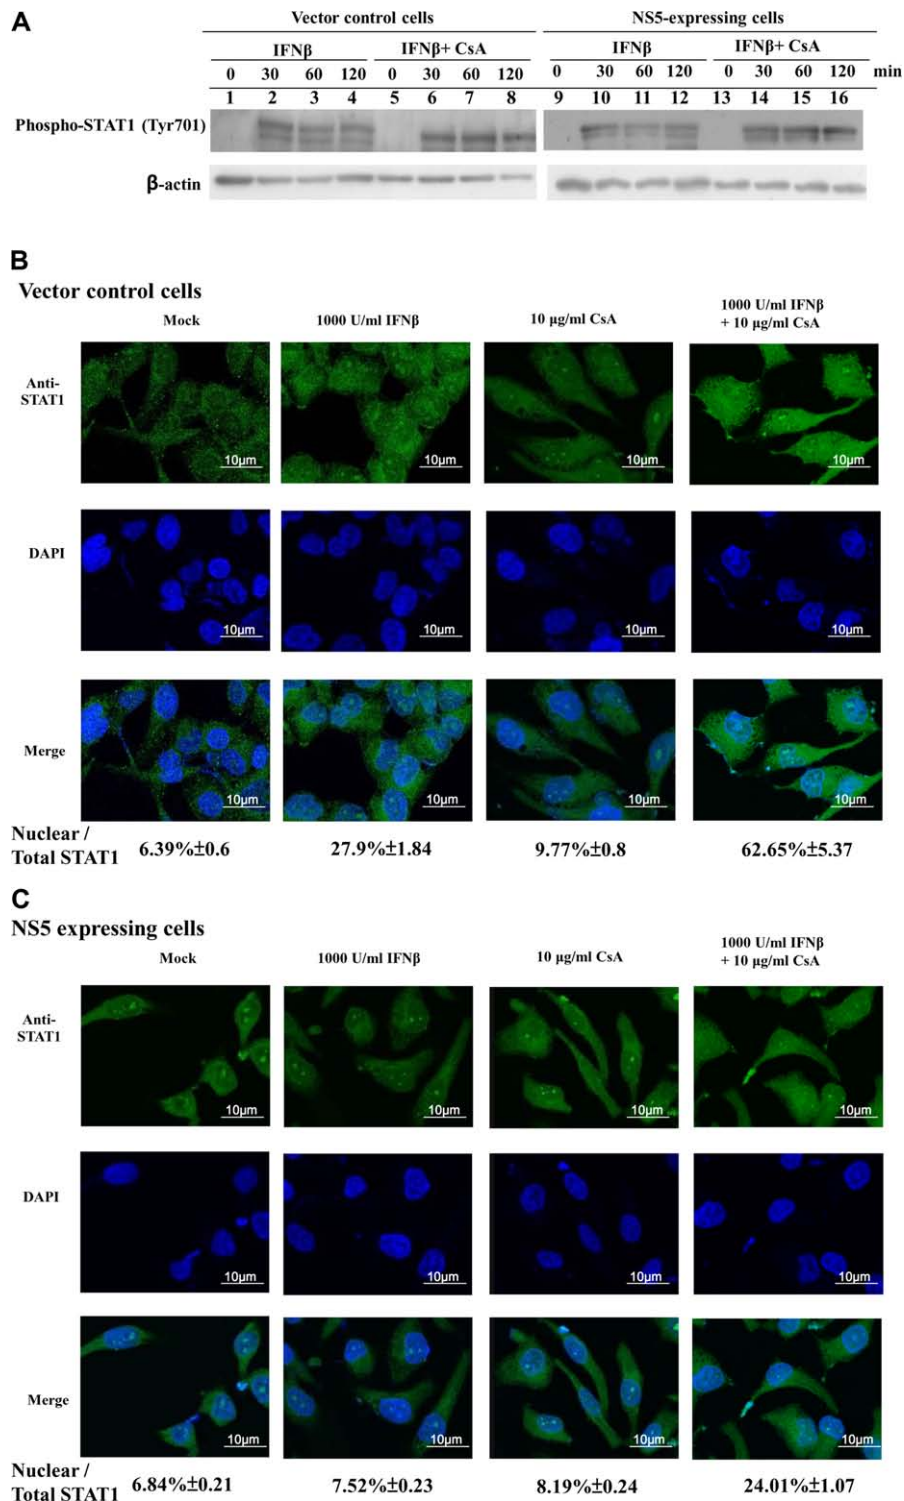 A
Vector control cells NS5-expressing cells
IFNβ IFNβ+ CsA IFNβ IFNβ+ CsA
0 30 60 120 0 30 60 120 0 30 60 120 0 30 60 120 min
1 2 3 4 5 6 7 8 9 10 11 12 13 14 15 16
Phospho-STAT1 (Tyr701)
β-actin
B
Vector control cells
Mock 1000 U/ml IFNβ 10 µg/ml CsA 1000 U/ml IFNβ
+ 10 µg/ml CsA
Anti-
STAT1
10µm 10µm 10µm 10µm
DAPI
10µm 10µm 10µm 10µm
Merge
10µm 10µm 10µm 10µm
Nuclear /
Total STAT1 6.39%±0.6 27.9%±1.84 9.77%±0.8 62.65%±5.37
C
NS5 expressing cells
Mock 1000 U/ml IFNβ 10 µg/ml CsA 1000 U/ml IFNβ
+ 10 µg/ml CsA
Anti-
STAT1
10µm 10µm 10µm 10µm
DAPI
10µm 10µm 10µm 10µm
Merge
10µm 10µm 10µm 10µm
Nuclear /
Total STAT1 6.84%±0.21 7.52%±0.23 8.19%±0.24 24.01%±1.07